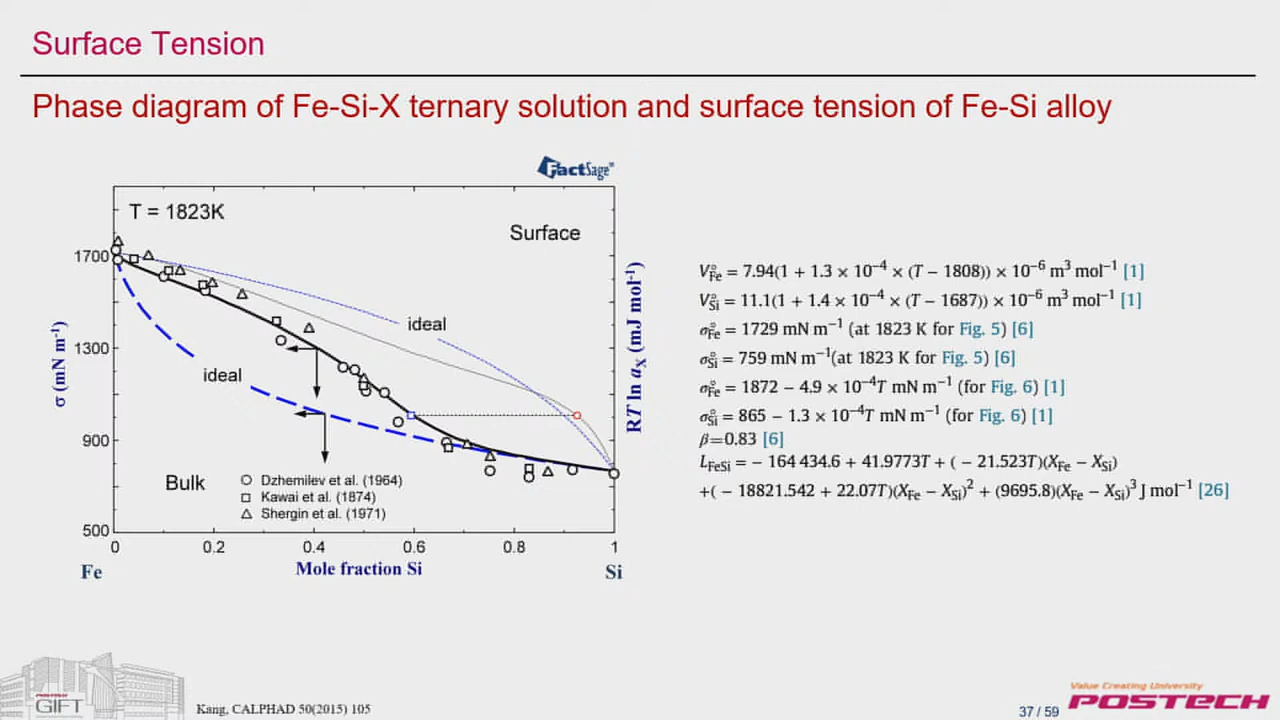 Surface Tension
Phase diagram of Fe-Si-X ternary solution and surface tension of Fe-Si alloy
FactSage™
T = 1823K
Surface
1700
1300
900
500
σ (mN m⁻¹)
ideal
ideal
RT ln aX (mJ mol⁻¹)
Bulk
Dzhemilev et al. (1964)
Kawai et al. (1874)
Shergin et al. (1971)
0 0.2 0.4 0.6 0.8 1
Fe Mole fraction Si Si
V°Fe = 7.94(1 + 1.3 × 10⁻⁴ × (T − 1808)) × 10⁻⁶ m³ mol⁻¹ [1]
V°Si = 11.1(1 + 1.4 × 10⁻⁴ × (T − 1687)) × 10⁻⁶ m³ mol⁻¹ [1]
σ°Fe = 1729 mN m⁻¹ (at 1823 K for Fig. 5) [6]
σ°Si = 759 mN m⁻¹(at 1823 K for Fig. 5) [6]
σ°Fe = 1872 − 4.9 × 10⁻⁴T mN m⁻¹ (for Fig. 6) [1]
σ°Si = 865 − 1.3 × 10⁻⁴T mN m⁻¹ (for Fig. 6) [1]
β=0.83 [6]
LFeSi = − 164 434.6 + 41.9773T + ( − 21.523T)(XFe − XSi)
+( − 18821.542 + 22.07T)(XFe − XSi)² + (9695.8)(XFe − XSi)³ J mol⁻¹ [26]
POSTECH
GIFT
Kang, CALPHAD 50(2015) 105
Value Creating University
POSTECH
37 / 59